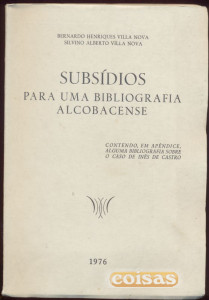 BERNARDO HENRIQUES VILLA NOVA
SILVINO ALBERTO VILLA NOVA
SUBSÍDIOS
PARA UMA BIBLIOGRAFIA
ALCOBACENSE
CONTENDO, EM APÊNDICE,
ALGUMA BIBLIOGRAFIA SOBRE
O CASO DE INÊS DE CASTRO
1976
coisas